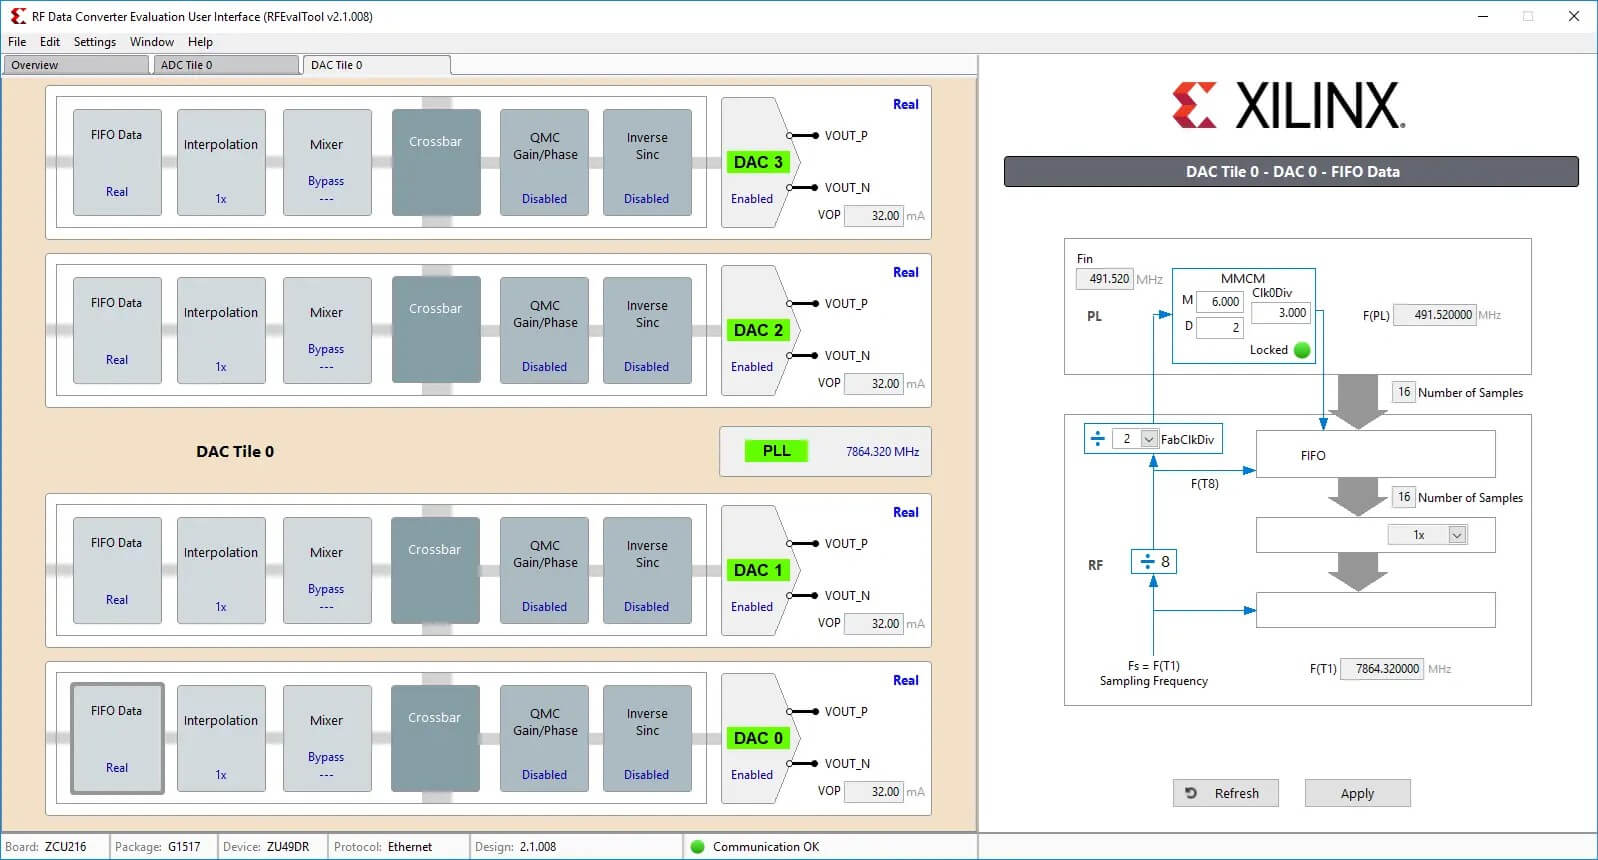 RF Data Converter Evaluation User Interface (RFEvalTool v2.1.008)
File Edit Settings Window Help
Overview ADC Tile 0 DAC Tile 0
Real
FIFO Data
Real
Interpolation
1x
Mixer
Bypass
---
Crossbar
QMC
Gain/Phase
Disabled
Inverse
Sinc
Disabled
DAC 3
Enabled
VOUT_P
VOUT_N
VOP 32.00 mA
Real
FIFO Data
Real
Interpolation
1x
Mixer
Bypass
---
Crossbar
QMC
Gain/Phase
Disabled
Inverse
Sinc
Disabled
DAC 2
Enabled
VOUT_P
VOUT_N
VOP 32.00 mA
DAC Tile 0
PLL 7864.320 MHz
Real
FIFO Data
Real
Interpolation
1x
Mixer
Bypass
---
Crossbar
QMC
Gain/Phase
Disabled
Inverse
Sinc
Disabled
DAC 1
Enabled
VOUT_P
VOUT_N
VOP 32.00 mA
Real
FIFO Data
Real
Interpolation
1x
Mixer
Bypass
---
Crossbar
QMC
Gain/Phase
Disabled
Inverse
Sinc
Disabled
DAC 0
Enabled
VOUT_P
VOUT_N
VOP 32.00 mA
XILINX.
DAC Tile 0 - DAC 0 - FIFO Data
Fin
491.520 MHz
PL
MMCM
M 6.000
Clk0Div
3.000
D 2
Locked
F(PL) 491.520000 MHz
16 Number of Samples
÷ 2 FabClkDiv
FIFO
F(T8)
16 Number of Samples
1x
RF
÷ 8
Fs = F(T1)
Sampling Frequency
F(T1) 7864.320000 MHz
Refresh
Apply
Board: ZCU216 Package: G1517 Device: ZU49DR Protocol: Ethernet Design: 2.1.008 Communication OK